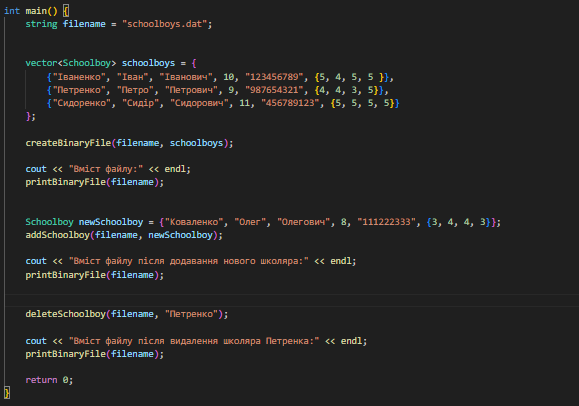 int main() {
    string filename = "schoolboys.dat";
    vector<Schoolboy> schoolboys = {
        {"Іваненко", "Іван", "Іванович", 10, "123456789", {5, 4, 5, 5 }},
        {"Петренко", "Петро", "Петрович", 9, "987654321", {4, 4, 3, 5}},
        {"Сидоренко", "Сидір", "Сидорович", 11, "456789123", {5, 5, 5, 5}}
    };
    createBinaryFile(filename, schoolboys);
    cout << "Вміст файлу:" << endl;
    printBinaryFile(filename);
    Schoolboy newSchoolboy = {"Коваленко", "Олег", "Олегович", 8, "111222333", {3, 4, 4, 3}};
    addSchoolboy(filename, newSchoolboy);
    cout << "Вміст файлу після додавання нового школяра:" << endl;
    printBinaryFile(filename);
    deleteSchoolboy(filename, "Петренко");
    cout << "Вміст файлу після видалення школяра Петренка:" << endl;
    printBinaryFile(filename);
    return 0;
}